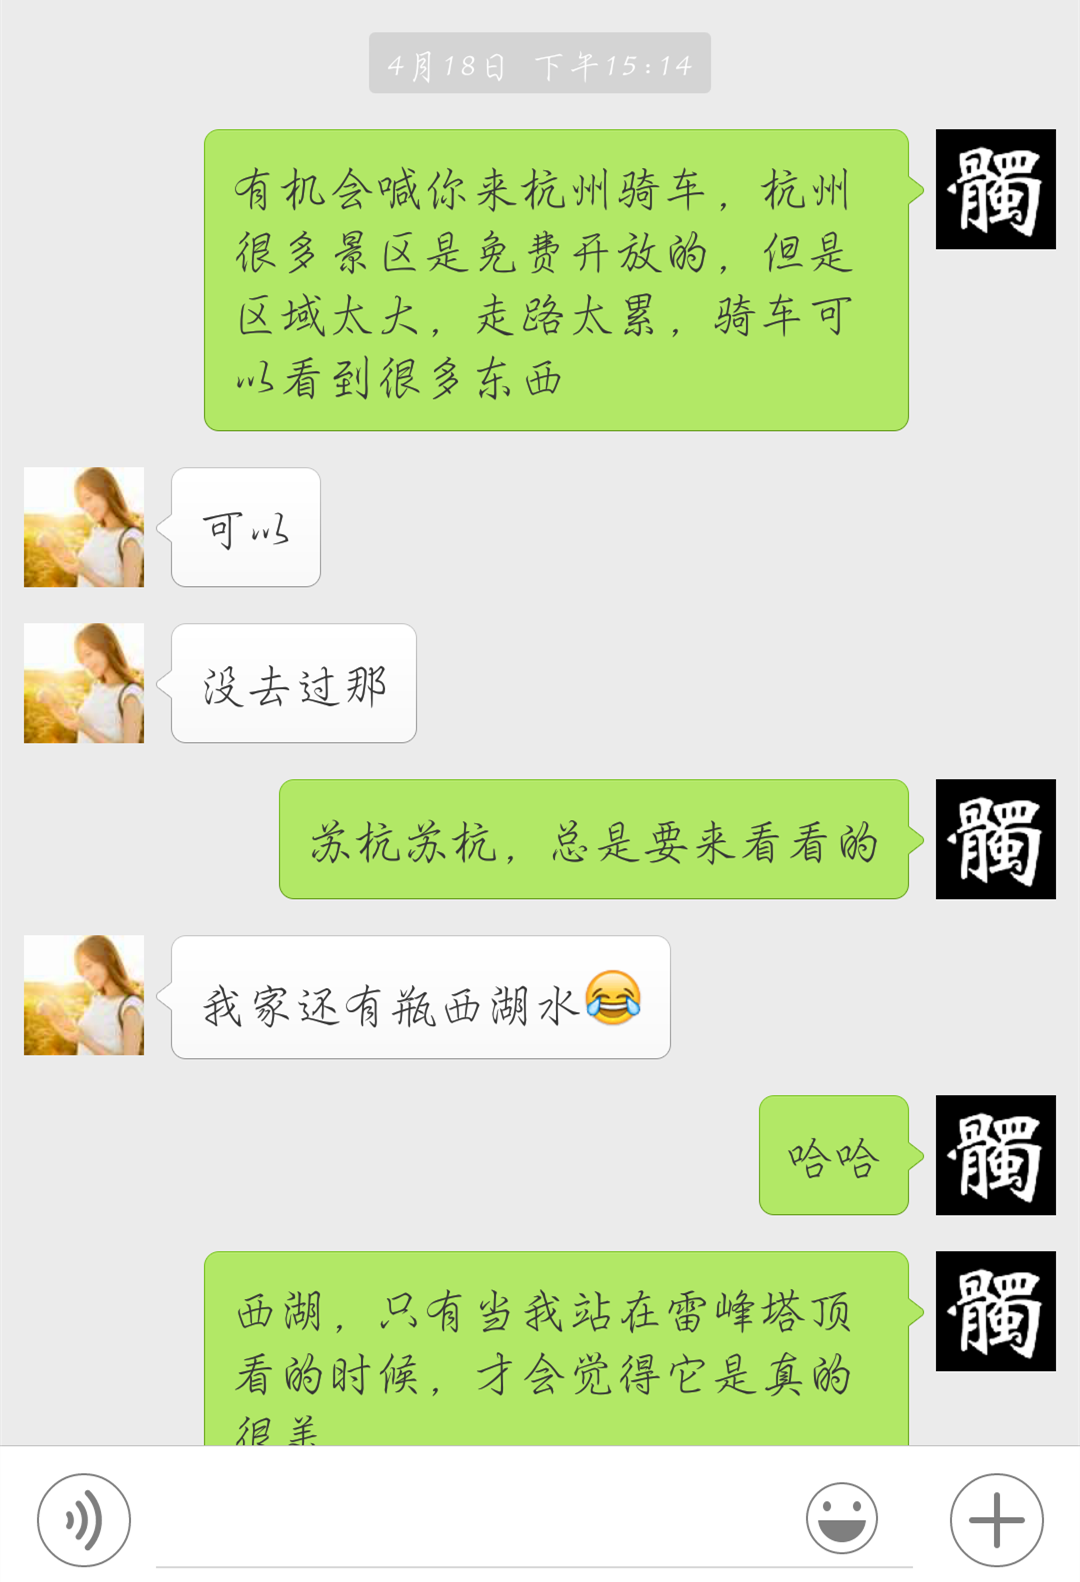 4月18日 下午15:14
有机会喊你来杭州骑车，杭州
很多景区是免费开放的，但是
区域太大，走路太累，骑车可
以看到很多东西
髑
可以
没去过那
苏杭苏杭，总是要来看看的
髑
我家还有瓶西湖水😂
哈哈
髑
西湖，只有当我站在雷峰塔顶
看的时候，才会觉得它是真的
很美
髑